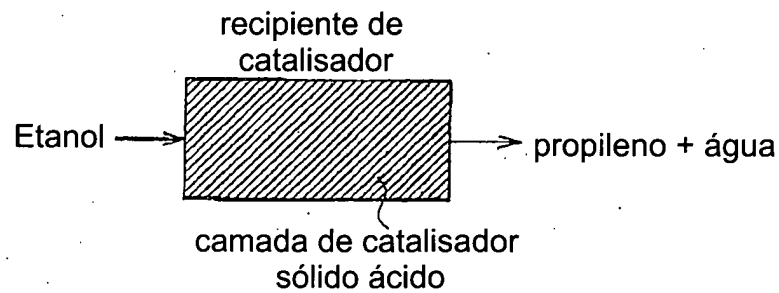 recipiente de
catalisador
Etanol
propileno + água
camada de catalisador
sólido ácido